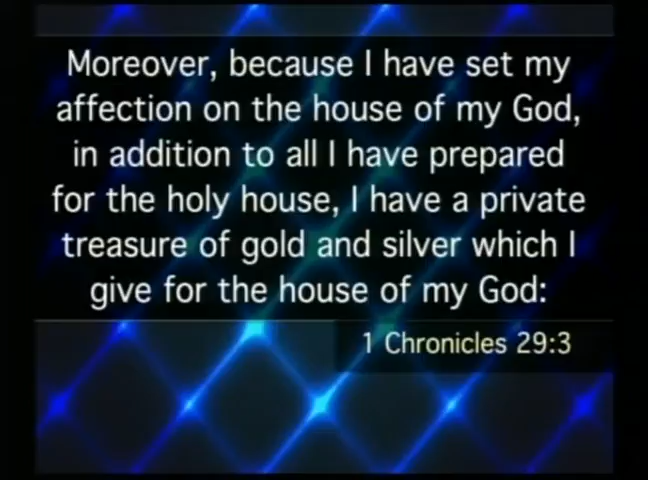 Moreover, because I have set my
affection on the house of my God,
in addition to all I have prepared
for the holy house, I have a private
treasure of gold and silver which I
give for the house of my God:
1 Chronicles 29:3